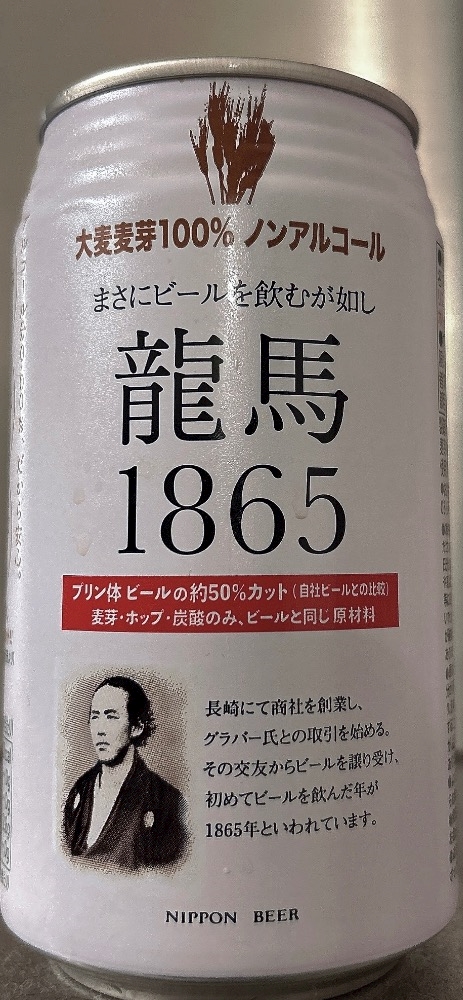 大麦麦芽100% ノンアルコール
まさにビールを飲むが如し
龍馬
1865
プリン体 ビールの約50%カット(自社ビールとの比較)
麦芽・ホップ・炭酸のみ、ビールと同じ原材料
長崎にて商社を創業し、
グラバー氏との取引を始める。
その交友からビールを譲り受け、
初めてビールを飲んだ年が
1865年といわれています。
NIPPON BEER